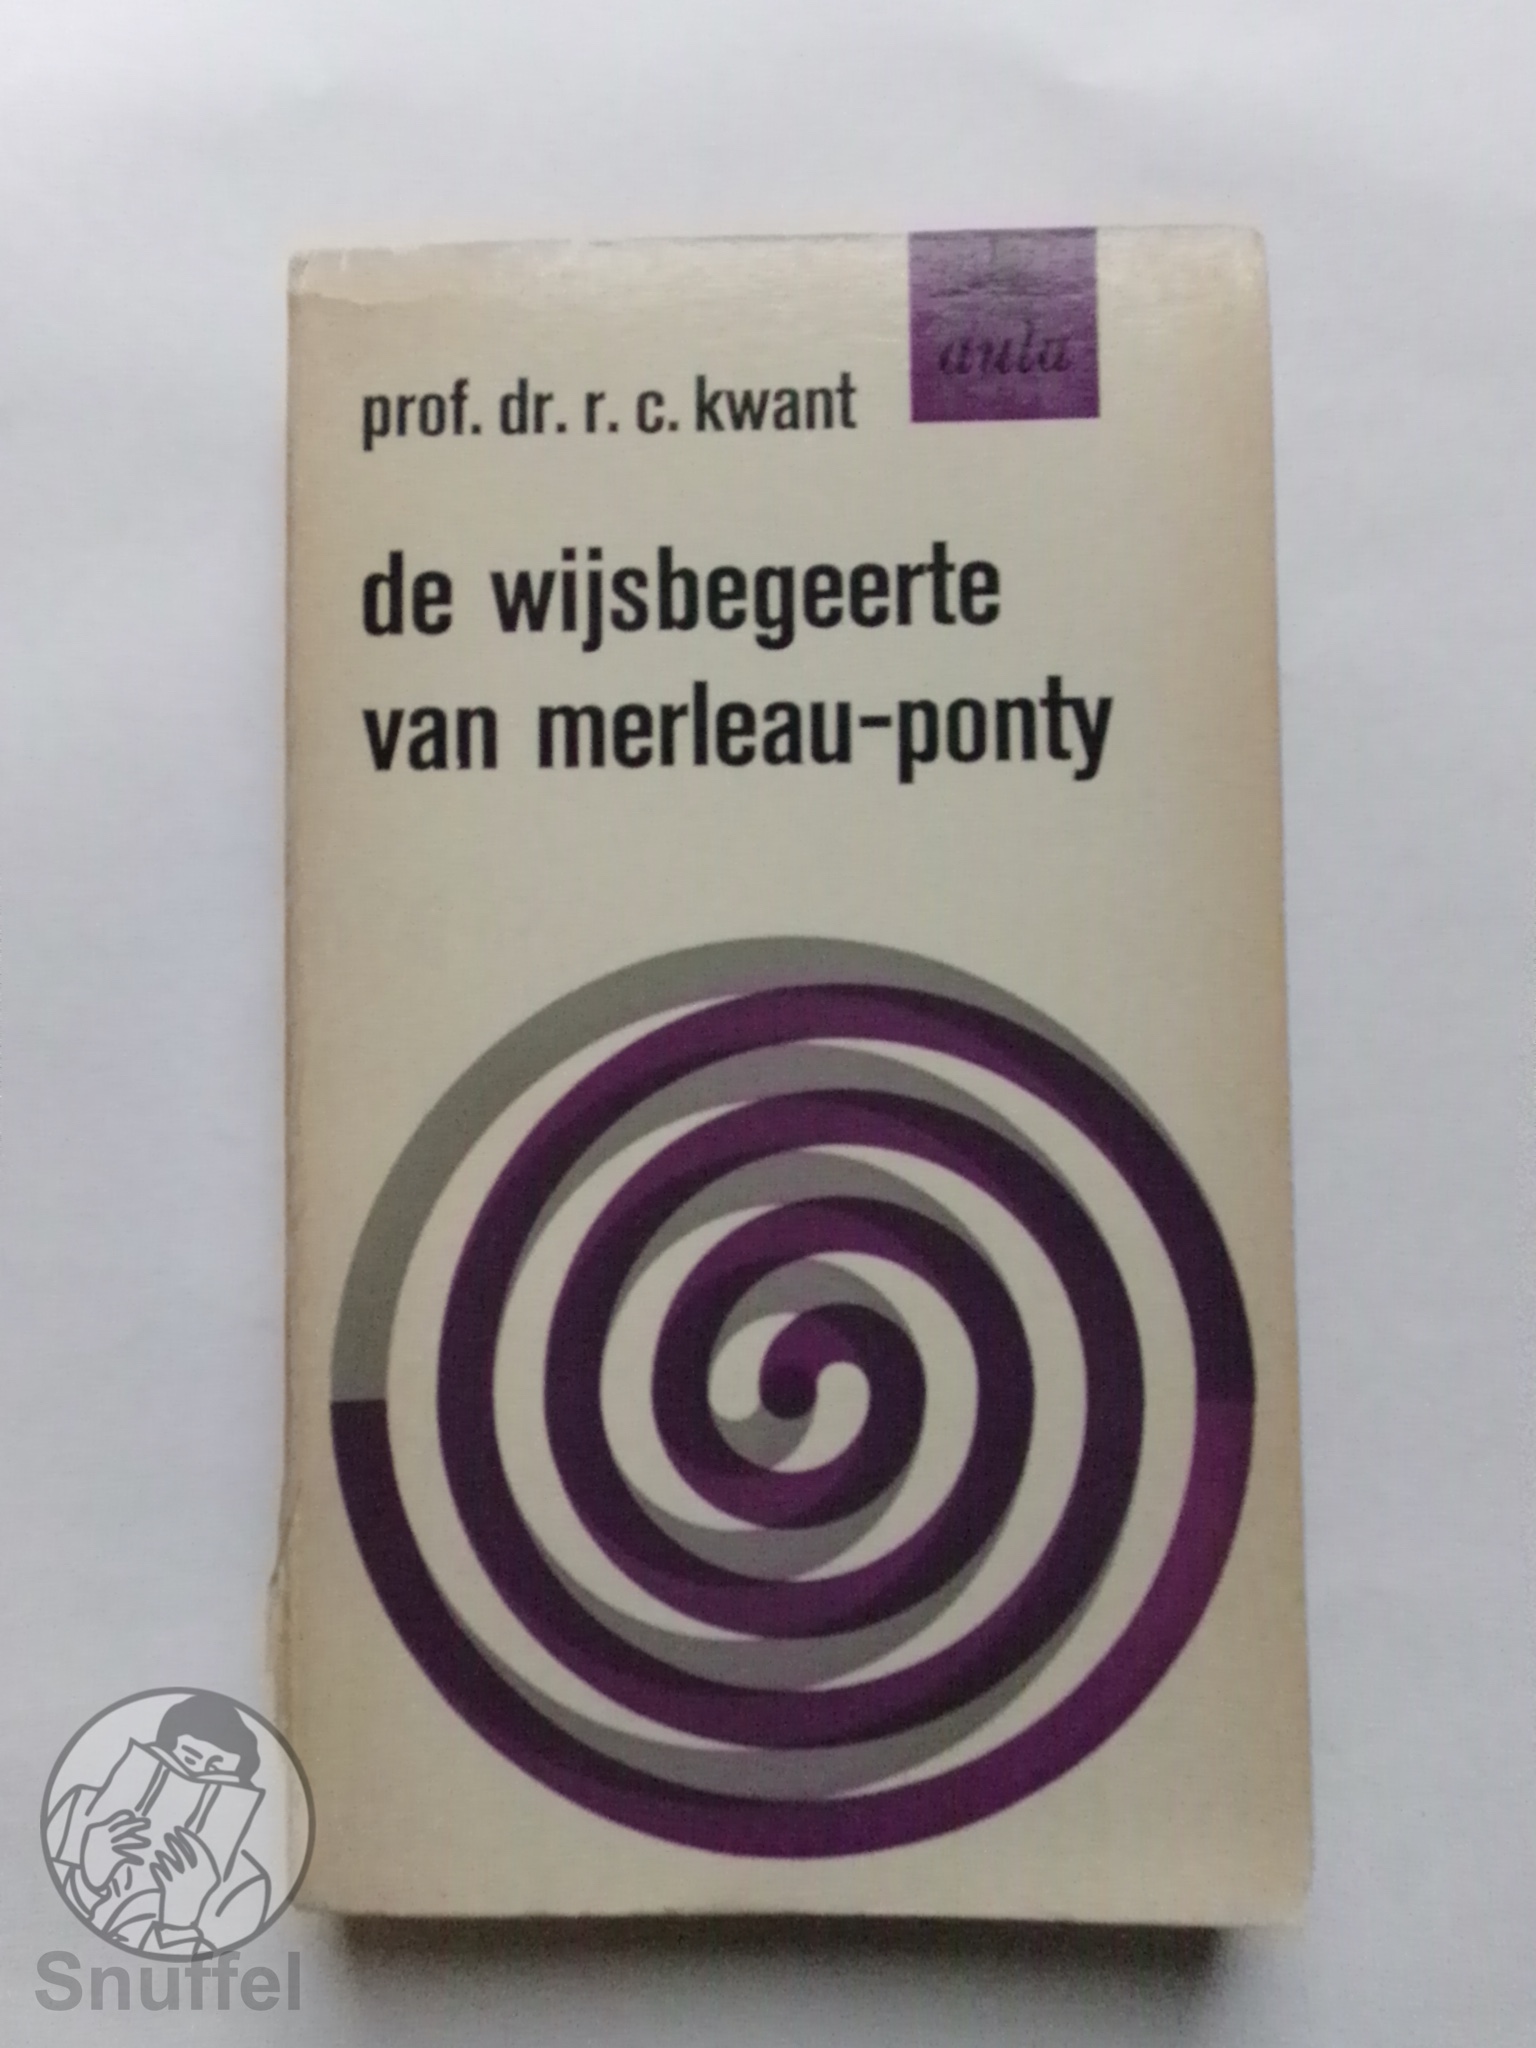 aula
prof. dr. r. c. kwant
de wijsbegeerte
van merleau-ponty
Snuffel